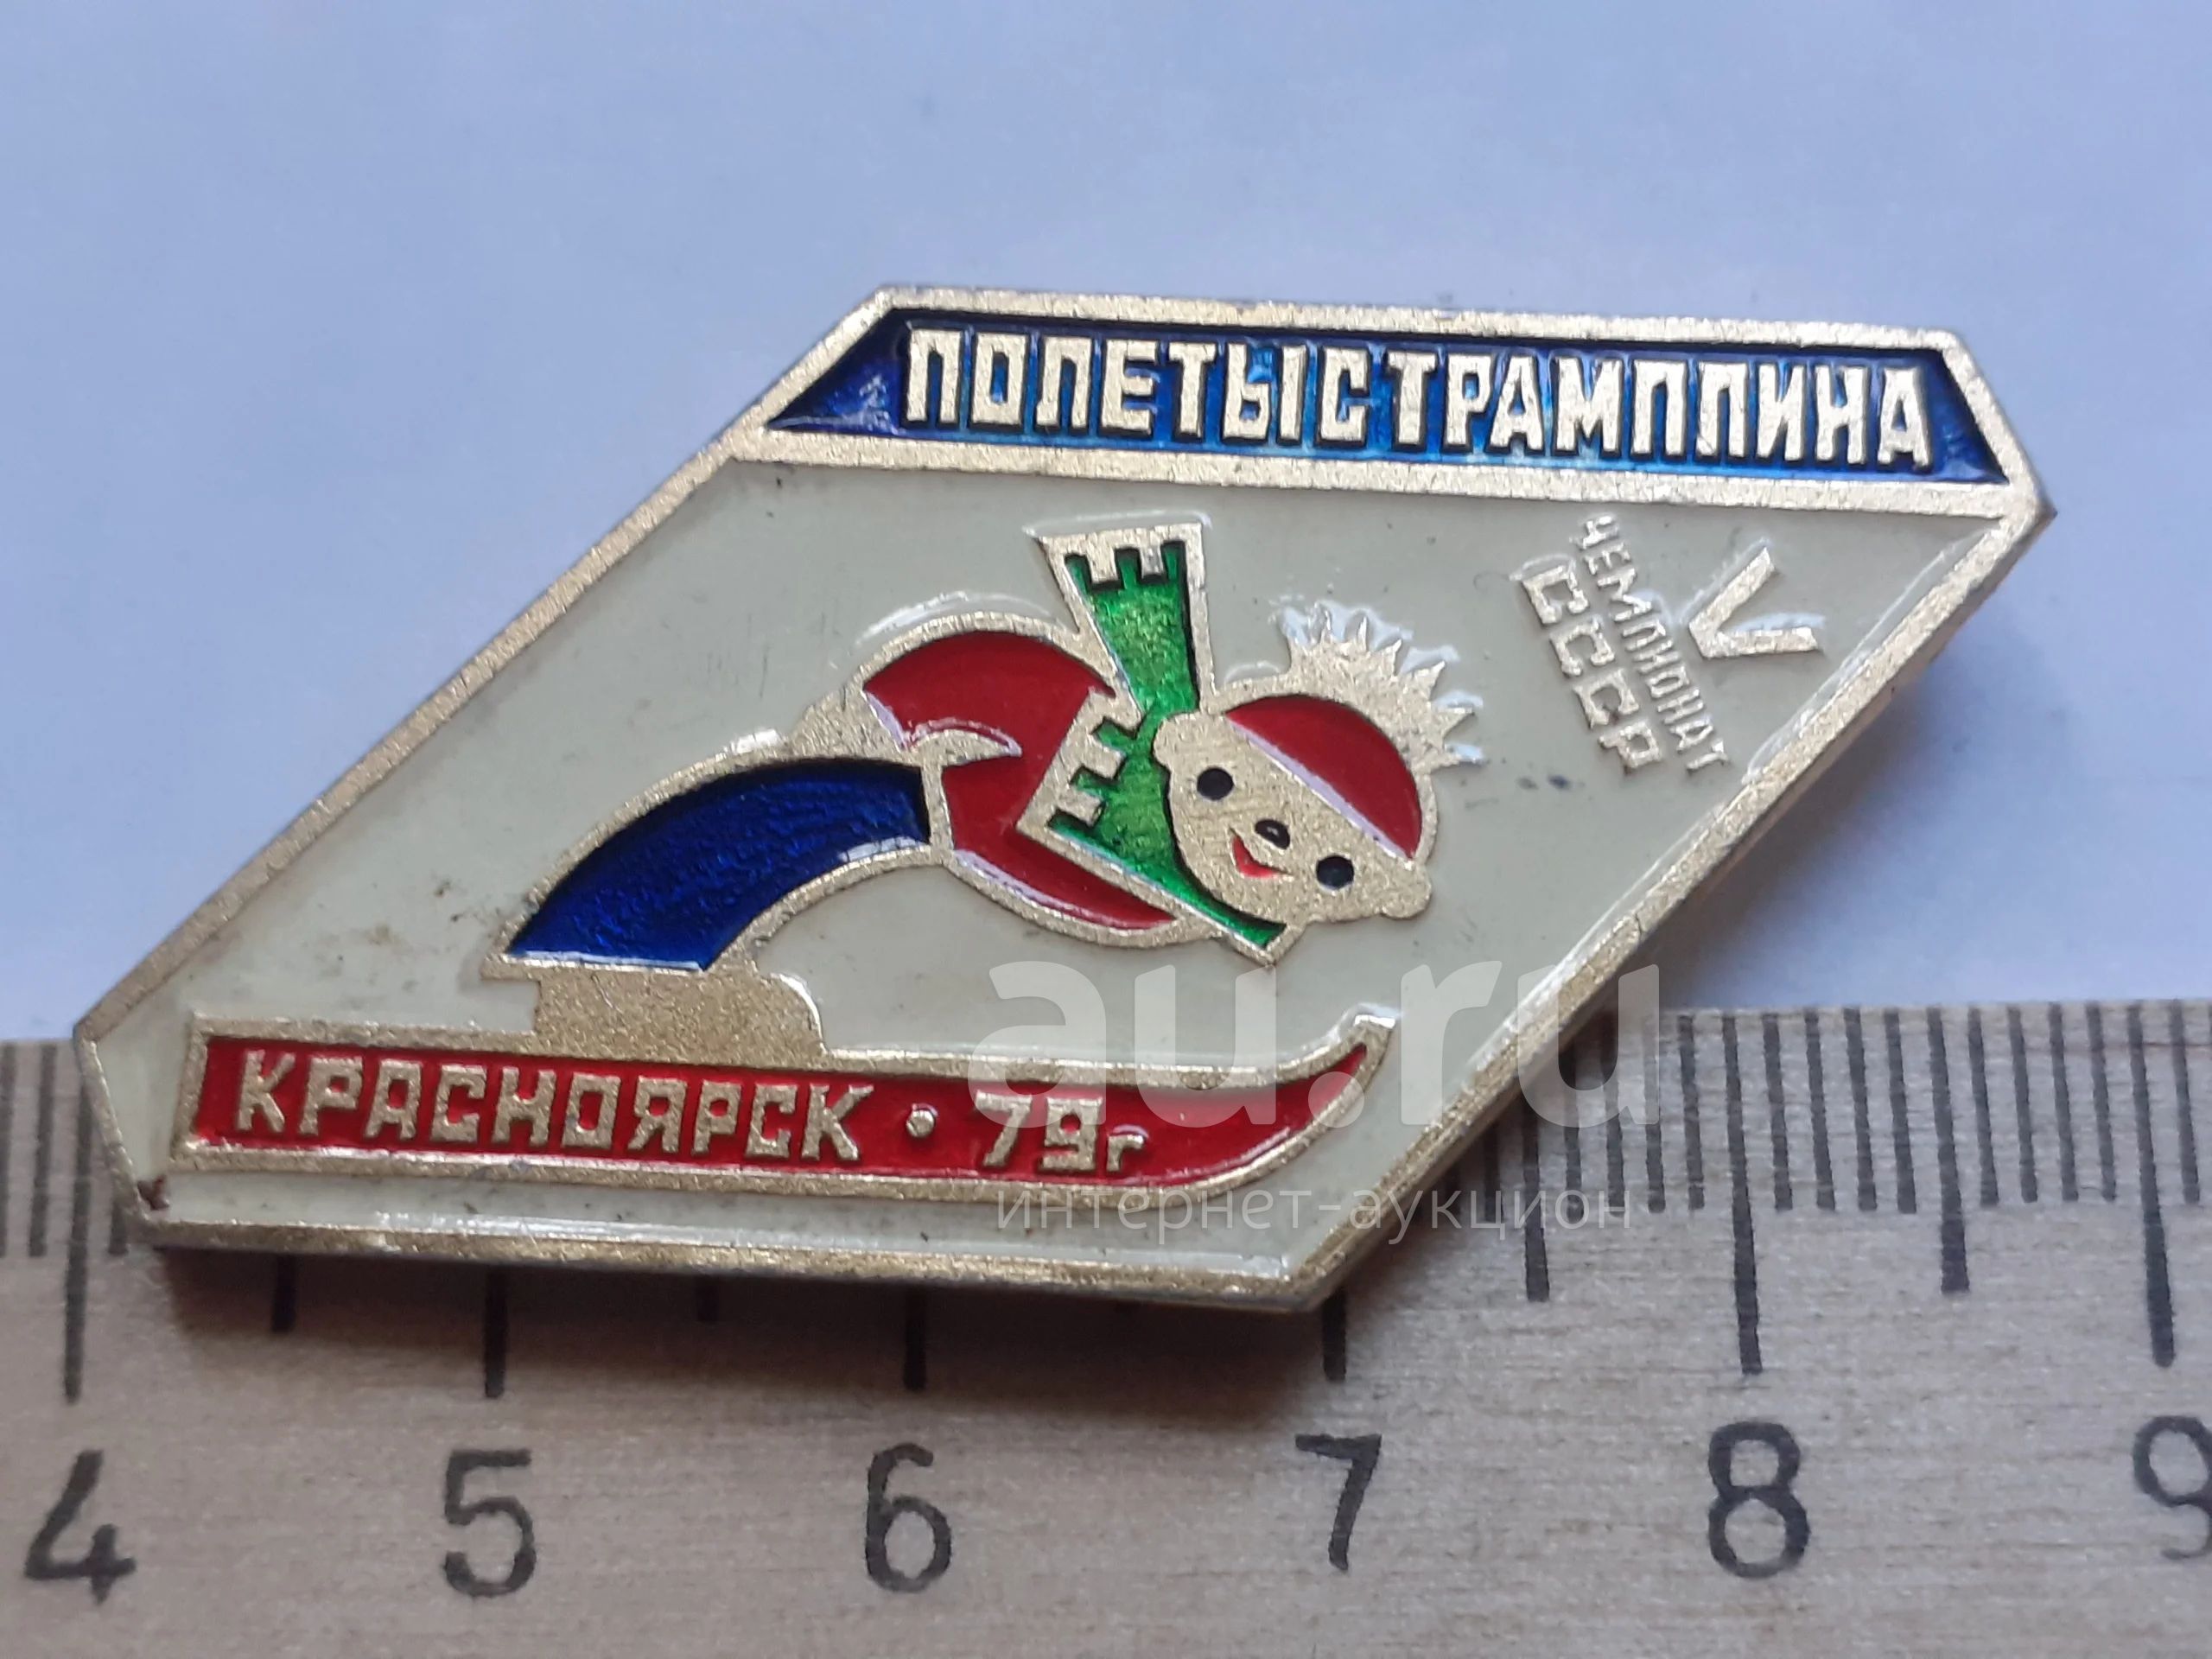 ПОЛЕТЫ С ТРАМПЛИНА
V
ЧЕМПИОНАТ
СССР
КРАСНОЯРСК • 79г
au.ru
интернет-аукцион
4 5 6 7 8 9